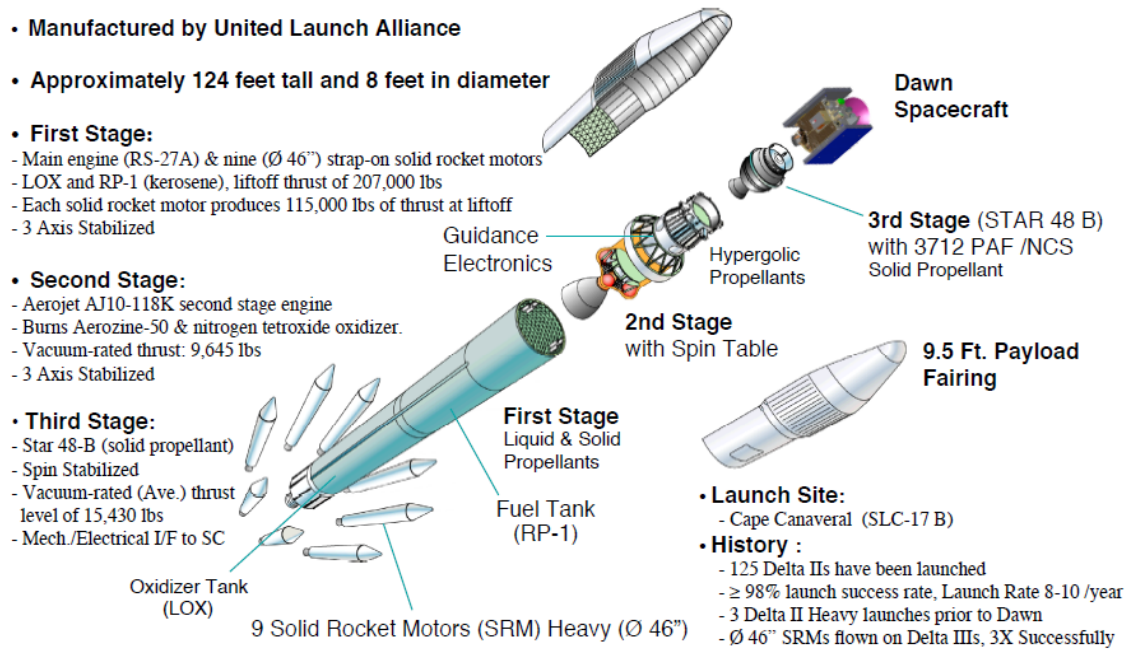 • Manufactured by United Launch Alliance
• Approximately 124 feet tall and 8 feet in diameter
• First Stage:
- Main engine (RS-27A) & nine (Ø 46”) strap-on solid rocket motors
- LOX and RP-1 (kerosene), liftoff thrust of 207,000 lbs
- Each solid rocket motor produces 115,000 lbs of thrust at liftoff
- 3 Axis Stabilized
• Second Stage:
- Aerojet AJ10-118K second stage engine
- Burns Aerozine-50 & nitrogen tetroxide oxidizer.
- Vacuum-rated thrust: 9,645 lbs
- 3 Axis Stabilized
• Third Stage:
- Star 48-B (solid propellant)
- Spin Stabilized
- Vacuum-rated (Ave.) thrust
level of 15,430 lbs
- Mech./Electrical I/F to SC
Dawn
Spacecraft
3rd Stage (STAR 48 B)
with 3712 PAF /NCS
Solid Propellant
Guidance
Electronics
Hypergolic
Propellants
2nd Stage
with Spin Table
9.5 Ft. Payload
Fairing
First Stage
Liquid & Solid
Propellants
Fuel Tank
(RP-1)
Oxidizer Tank
(LOX)
9 Solid Rocket Motors (SRM) Heavy (Ø 46”)
• Launch Site:
- Cape Canaveral (SLC-17 B)
• History :
- 125 Delta IIs have been launched
- ≥ 98% launch success rate, Launch Rate 8-10 /year
- 3 Delta II Heavy launches prior to Dawn
- Ø 46” SRMs flown on Delta IIIs, 3X Successfully